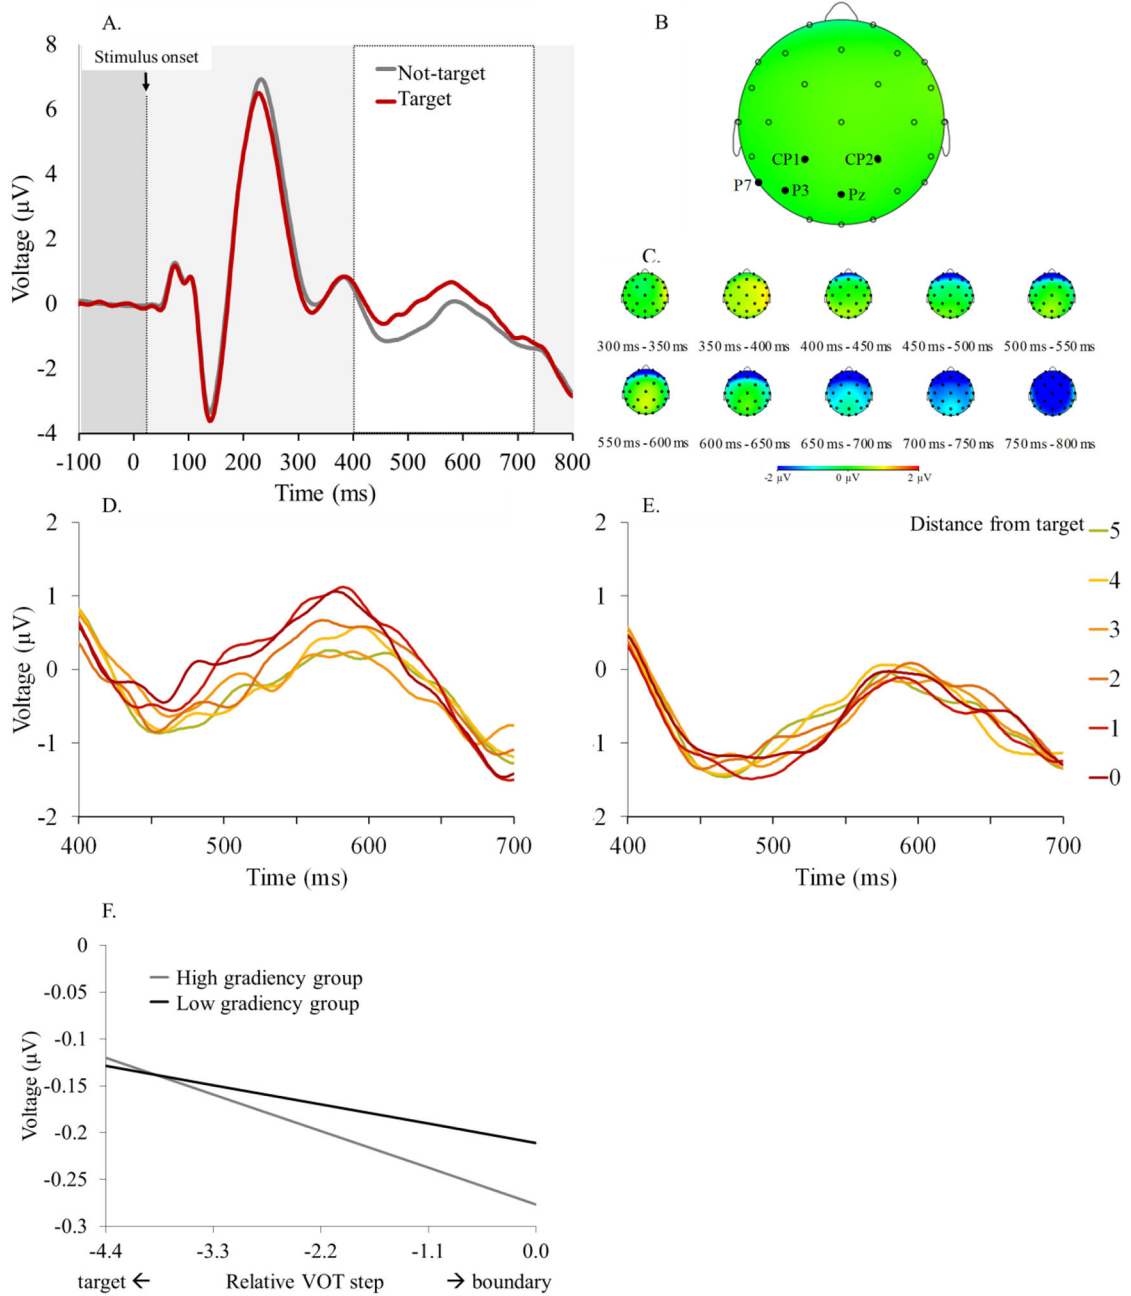 A.
8
6
4
2
0
-2
-4
Voltage (µV)
Stimulus onset
Not-target
Target
-100 0 100 200 300 400 500 600 700 800
Time (ms)
B
CP1 CP2
P7 P3 Pz
C.
300 ms - 350 ms 350 ms - 400 ms 400 ms - 450 ms 450 ms - 500 ms 500 ms - 550 ms
550 ms - 600 ms 600 ms - 650 ms 650 ms - 700 ms 700 ms - 750 ms 750 ms - 800 ms
-2 µV 0 µV 2 µV
D.
2
1
0
-1
-2
Voltage (µV)
400 500 600 700
Time (ms)
E.
Distance from target
5
4
3
2
1
0
2
1
0
1
2
400 500 600 700
Time (ms)
F.
0
-0.05
-0.1
-0.15
-0.2
-0.25
-0.3
Voltage (µV)
High gradiency group
Low gradiency group
-4.4 -3.3 -2.2 -1.1 0.0
target ← Relative VOT step → boundary